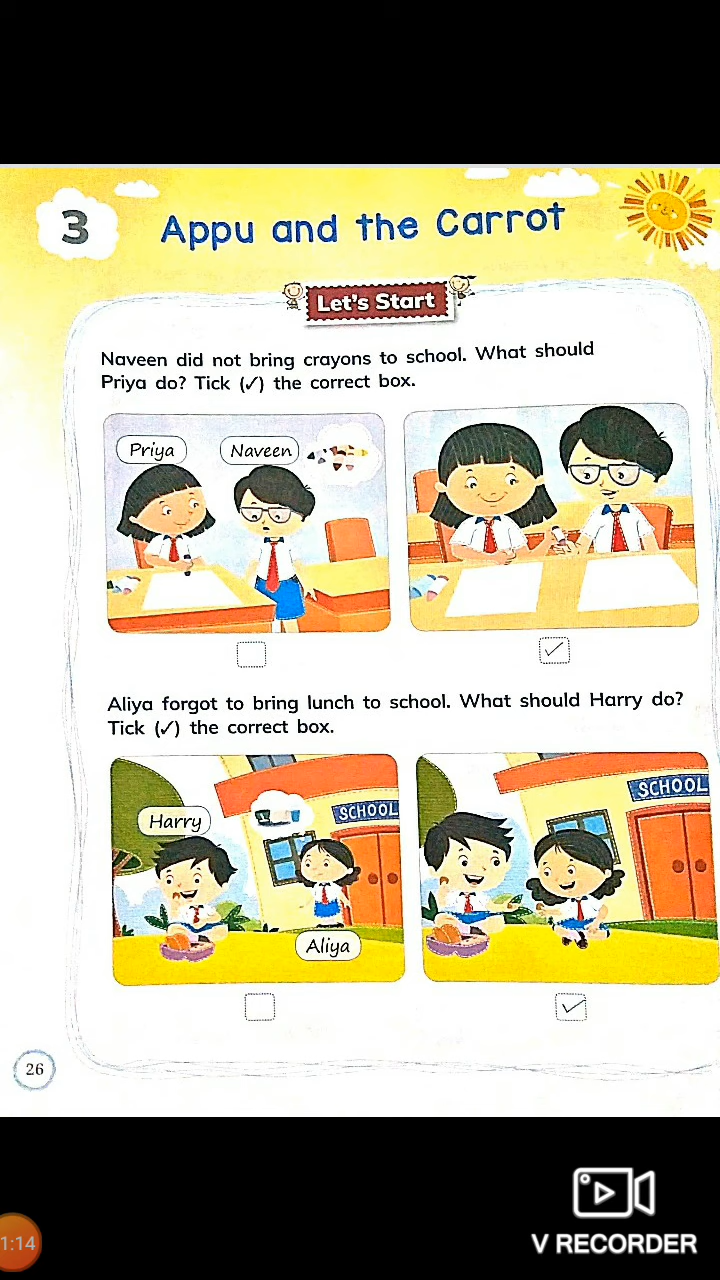 3
Appu and the Carrot
Let's Start
Naveen did not bring crayons to school. What should
Priya do? Tick (✓) the correct box.
Priya
Naveen
Aliya forgot to bring lunch to school. What should Harry do?
Tick (✓) the correct box.
Harry
SCHOOL
Aliya
SCHOOL
26
1:14
V RECORDER